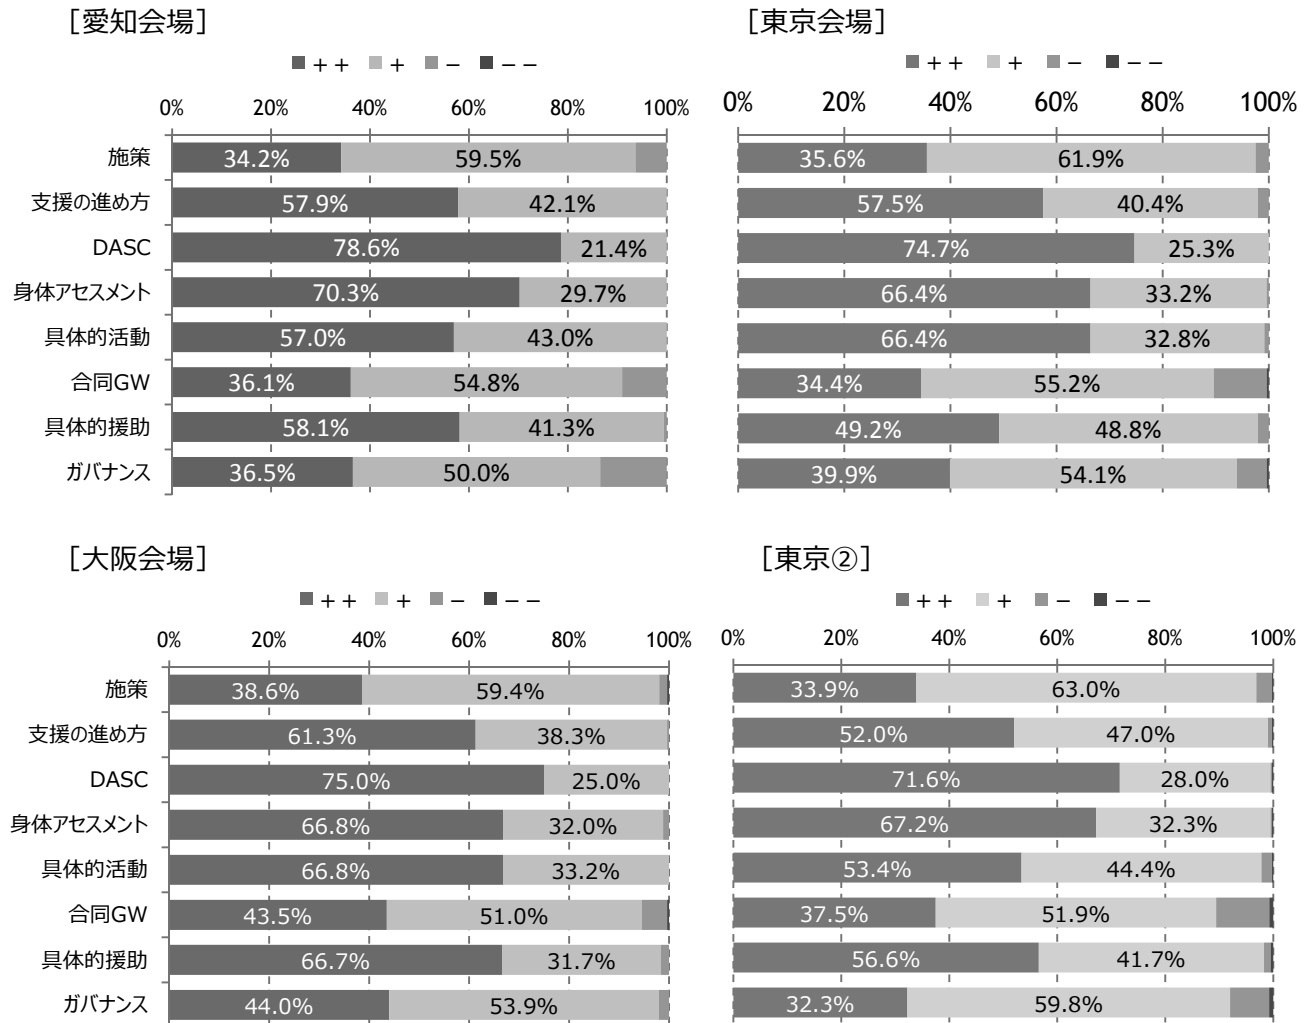 ［愛知会場］
■ + + ■ + ■ − ■ − −
0% 20% 40% 60% 80% 100%
施策 34.2% 59.5%
支援の進め方 57.9% 42.1%
DASC 78.6% 21.4%
身体アセスメント 70.3% 29.7%
具体的活動 57.0% 43.0%
合同GW 36.1% 54.8%
具体的援助 58.1% 41.3%
ガバナンス 36.5% 50.0%
［東京会場］
■ + + ■ + ■ − ■ − −
0% 20% 40% 60% 80% 100%
35.6% 61.9%
57.5% 40.4%
74.7% 25.3%
66.4% 33.2%
66.4% 32.8%
34.4% 55.2%
49.2% 48.8%
39.9% 54.1%
［大阪会場］
■ + + ■ + ■ − ■ − −
0% 20% 40% 60% 80% 100%
施策 38.6% 59.4%
支援の進め方 61.3% 38.3%
DASC 75.0% 25.0%
身体アセスメント 66.8% 32.0%
具体的活動 66.8% 33.2%
合同GW 43.5% 51.0%
具体的援助 66.7% 31.7%
ガバナンス 44.0% 53.9%
［東京②］
■ + + ■ + ■ − ■ − −
0% 20% 40% 60% 80% 100%
33.9% 63.0%
52.0% 47.0%
71.6% 28.0%
67.2% 32.3%
53.4% 44.4%
37.5% 51.9%
56.6% 41.7%
32.3% 59.8%